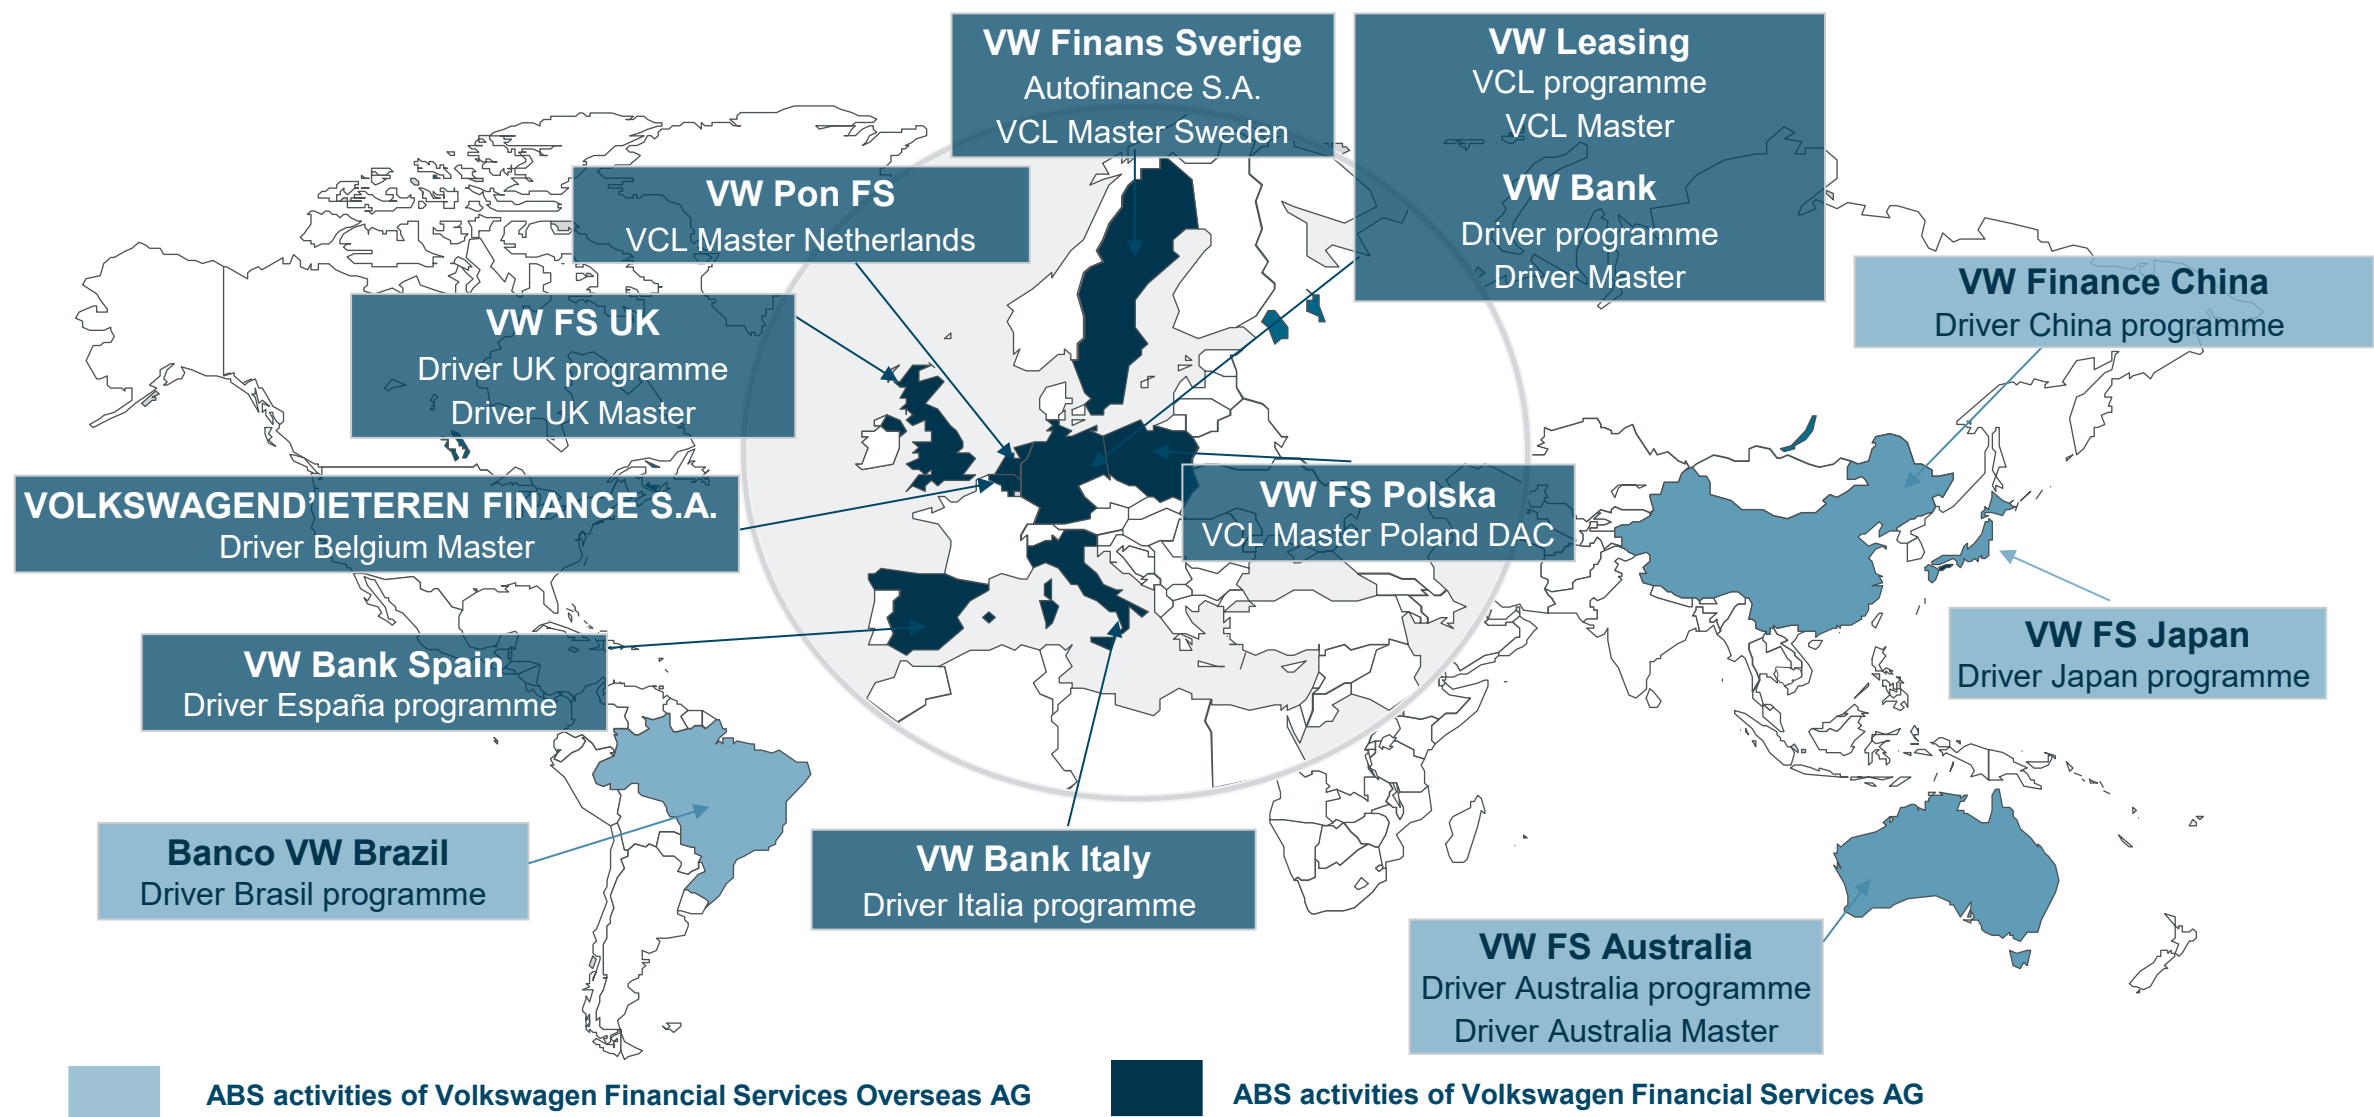 VW Finans Sverige
Autofinance S.A.
VCL Master Sweden
VW Leasing
VCL programme
VCL Master
VW Bank
Driver programme
Driver Master
VW Pon FS
VCL Master Netherlands
VW Finance China
Driver China programme
VW FS UK
Driver UK programme
Driver UK Master
VOLKSWAGEND’IETEREN FINANCE S.A.
Driver Belgium Master
VW FS Polska
VCL Master Poland DAC
VW FS Japan
Driver Japan programme
VW Bank Spain
Driver España programme
Banco VW Brazil
Driver Brasil programme
VW Bank Italy
Driver Italia programme
VW FS Australia
Driver Australia programme
Driver Australia Master
ABS activities of Volkswagen Financial Services Overseas AG
ABS activities of Volkswagen Financial Services AG